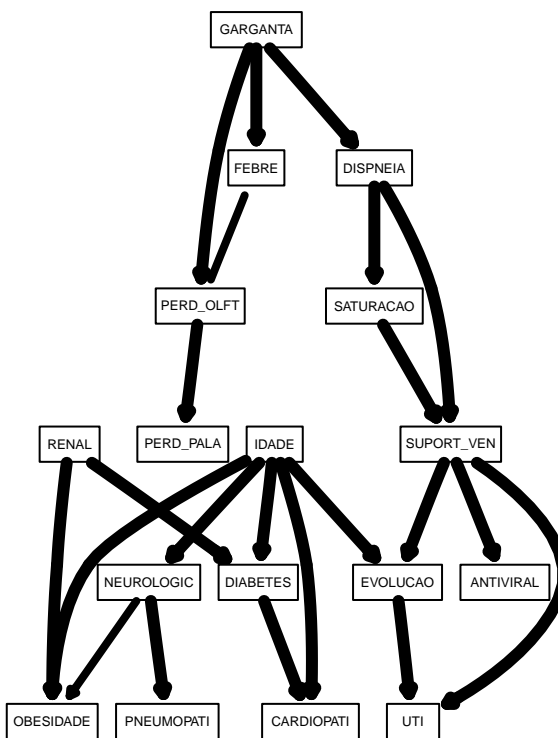 GARGANTA
FEBRE
DISPNEIA
PERD_OLFT
SATURACAO
RENAL
PERD_PALA
IDADE
SUPORT_VEN
NEUROLOGIC
DIABETES
EVOLUCAO
ANTIVIRAL
OBESIDADE
PNEUMOPATI
CARDIOPATI
UTI